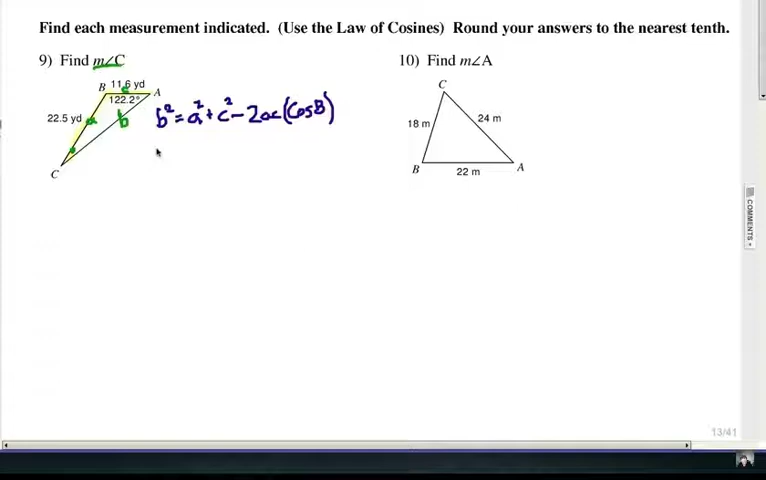 Find each measurement indicated. (Use the Law of Cosines) Round your answers to the nearest tenth.
9) Find m∠C
10) Find m∠A
B 11.6 yd A
c
122.2°
22.5 yd a b
C
b² = a² + c² - 2ac(CosB)
C
18 m 24 m
B 22 m A
COMMENTS
13/41